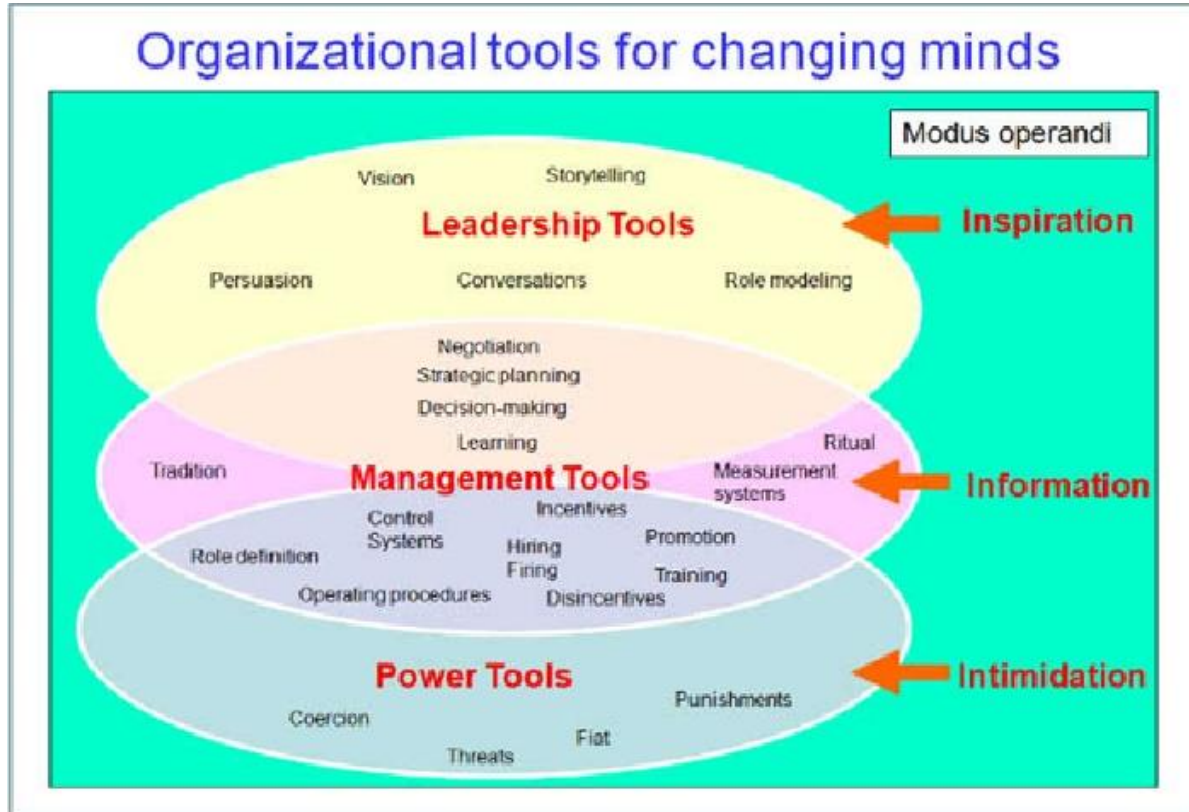 Organizational tools for changing minds
Modus operandi
Vision
Storytelling
Leadership Tools
Inspiration
Persuasion
Conversations
Role modeling
Negotiation
Strategic planning
Decision-making
Learning
Ritual
Tradition
Management Tools
Measurement
systems
Information
Incentives
Control
Systems
Promotion
Hiring
Firing
Role definition
Training
Operating procedures
Disincentives
Power Tools
Intimidation
Punishments
Coercion
Fiat
Threats